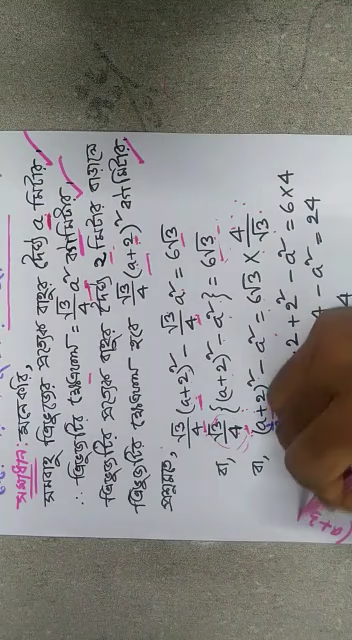 সমাধান: মনে করি,
সমবাহু ত্রিভুজের প্রত্যেক বাহুর দৈর্ঘ্য a মিটার,
∴ ত্রিভুজটির ক্ষেত্রফল = √3/4 a² বর্গমিটার
ত্রিভুজটির প্রত্যেক বাহুর দৈর্ঘ্য 2 মিটার বাড়ালে
ত্রিভুজটির ক্ষেত্রফল হবে √3/4 (a+2)² বর্গমিটার
প্রশ্নমতে, √3/4 (a+2)² - √3/4 a² = 6√3
বা, √3/4 {(a+2)² - a²} = 6√3
বা, (a+2)² - a² = 6√3 × 4/√3
2 + 2² - a² = 6×4
- a² = 24